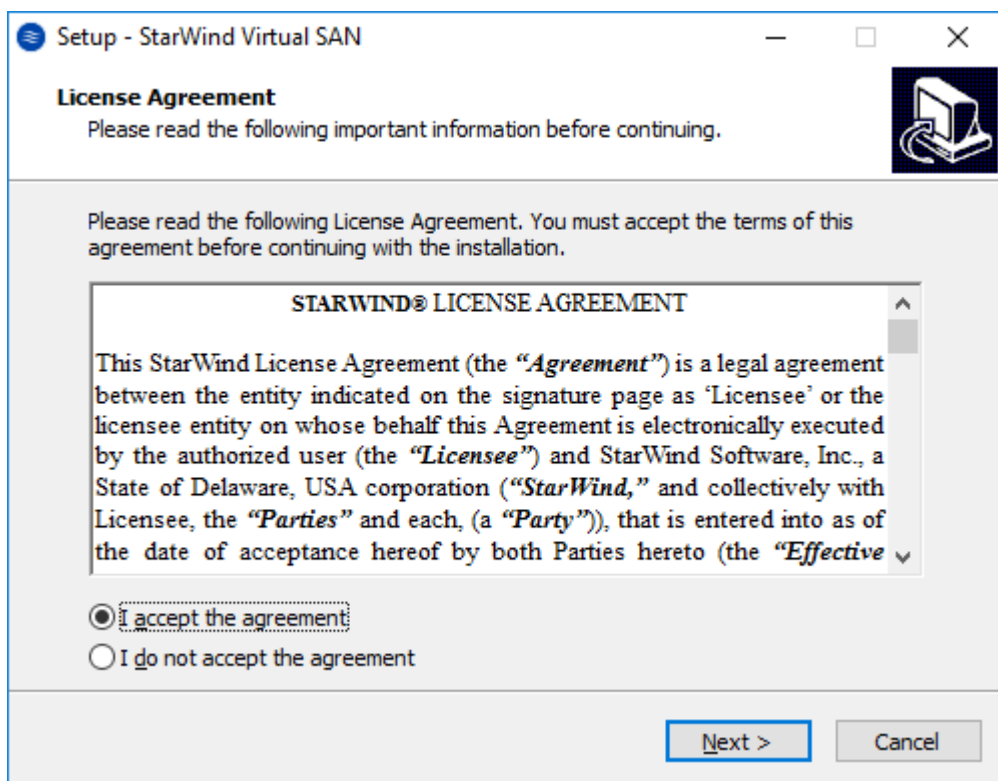 Setup - StarWind Virtual SAN
License Agreement
Please read the following important information before continuing.
Please read the following License Agreement. You must accept the terms of this
agreement before continuing with the installation.
STARWIND® LICENSE AGREEMENT
This StarWind License Agreement (the “Agreement”) is a legal agreement
between the entity indicated on the signature page as ‘Licensee’ or the
licensee entity on whose behalf this Agreement is electronically executed
by the authorized user (the “Licensee”) and StarWind Software, Inc., a
State of Delaware, USA corporation (“StarWind,” and collectively with
Licensee, the “Parties” and each, (a “Party”)), that is entered into as of
the date of acceptance hereof by both Parties hereto (the “Effective
I accept the agreement
I do not accept the agreement
Next >
Cancel